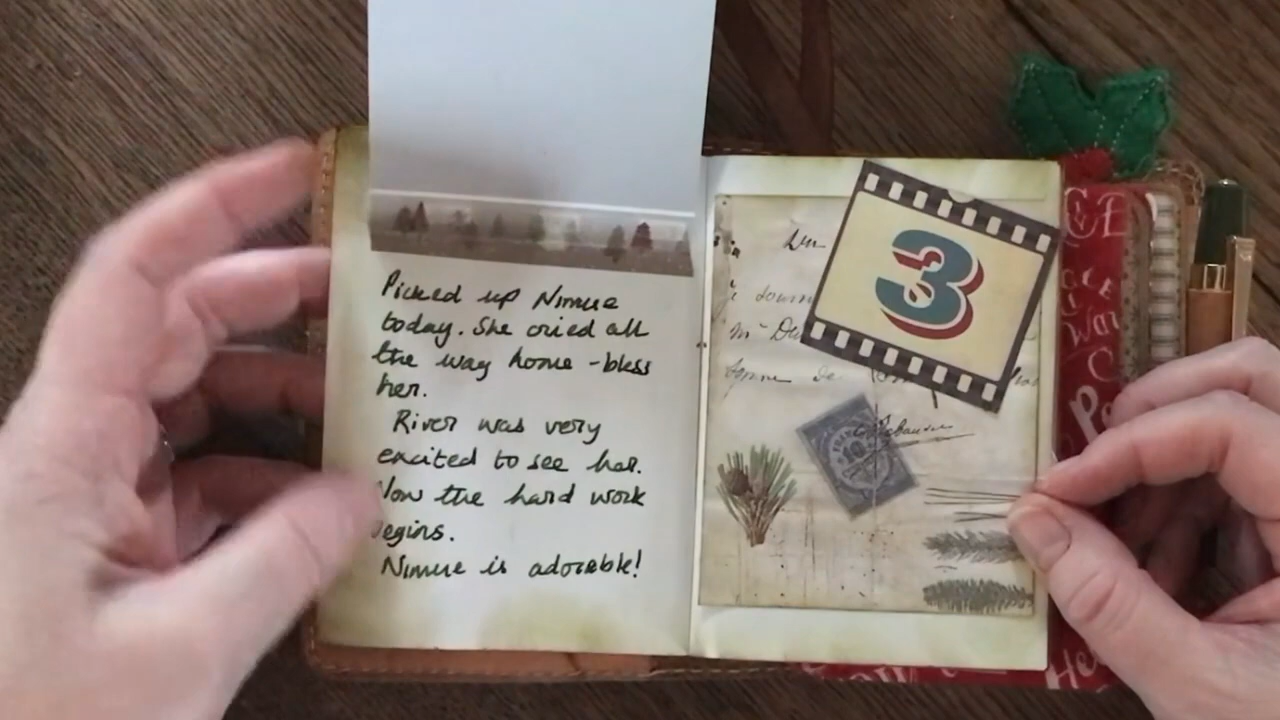 Picked up Nimue
today. She cried all
the way home - bless
her.
River was very
excited to see her.
Now the hard work
begins.
Nimue is adorable!
3
10